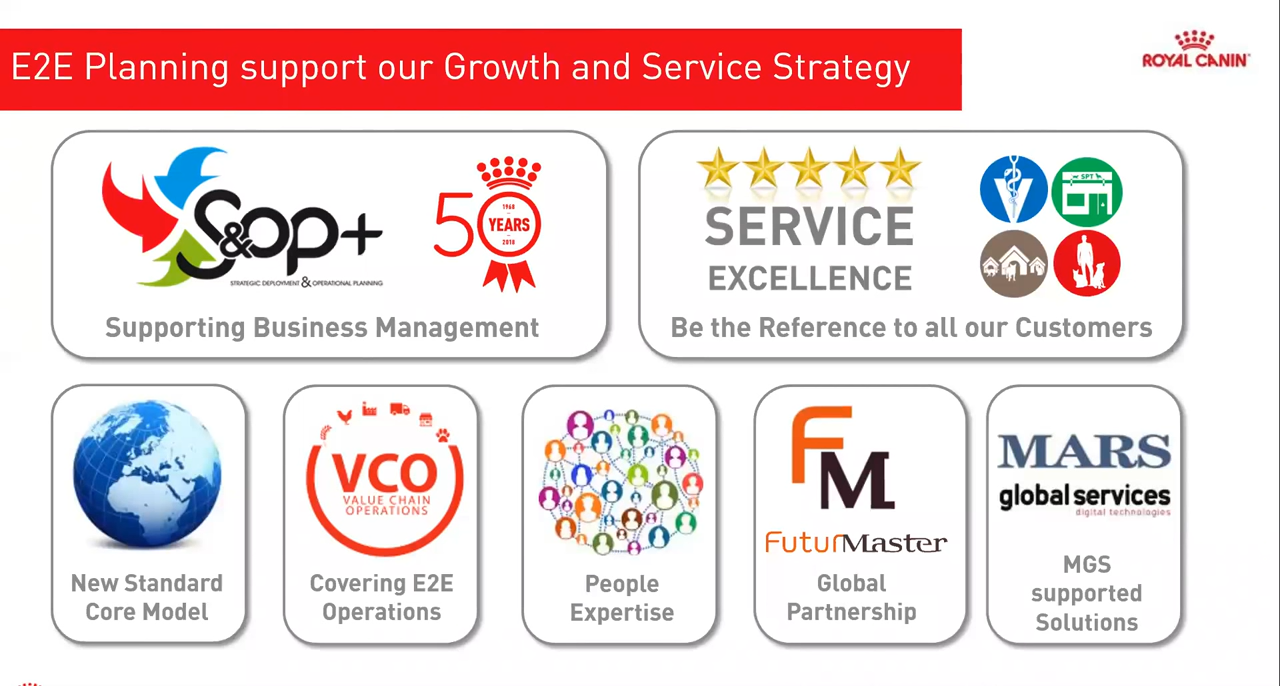 E2E Planning support our Growth and Service Strategy
ROYAL CANIN
S&OP+
STRATEGIC DEPLOYMENT & OPERATIONAL PLANNING
50
1968
YEARS
2018
Supporting Business Management
SERVICE
EXCELLENCE
SPT
Be the Reference to all our Customers
New Standard
Core Model
VCO
VALUE CHAIN
OPERATIONS
Covering E2E
Operations
People
Expertise
FM
FuturMaster
Global
Partnership
MARS
global services
digital technologies
MGS
supported
Solutions